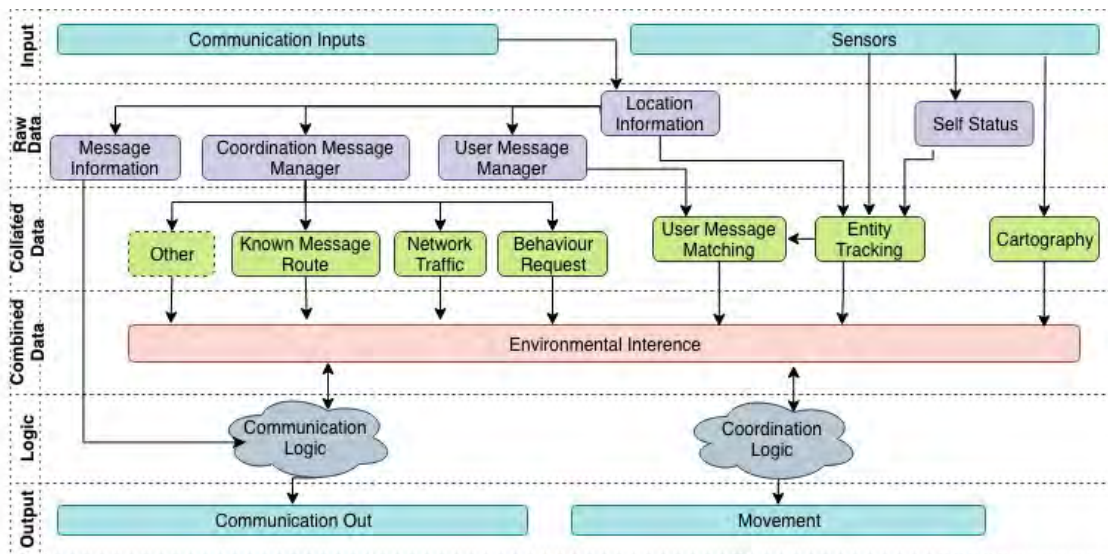 Input
Communication Inputs
Sensors
Raw
Data
Location
Information
Self Status
Message
Information
Coordination Message
Manager
User Message
Manager
Collated
Data
Other
Known Message
Route
Network
Traffic
Behaviour
Request
User Message
Matching
Entity
Tracking
Cartography
Combined
Data
Environmental Interence
Logic
Communication
Logic
Coordination
Logic
Output
Communication Out
Movement